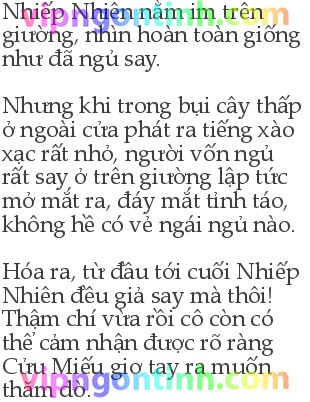 Nhiếp Nhiên nằm im trên
giường, nhìn hoàn toàn giống
như đã ngủ say.
Nhưng khi trong bụi cây thấp
ở ngoài cửa phát ra tiếng xào
xạc rất nhỏ, người vốn ngủ
rất say ở trên giường lập tức
mở mắt ra, đáy mắt tỉnh táo,
không hề có vẻ ngái ngủ nào.
Hóa ra, từ đầu tới cuối Nhiếp
Nhiên đều giả say mà thôi!
Thậm chí vừa rồi cô còn có
thể cảm nhận được rõ ràng
Cửu Miếu giơ tay ra muốn
thăm dò.
vipngontinh.com
vipngontinh.com